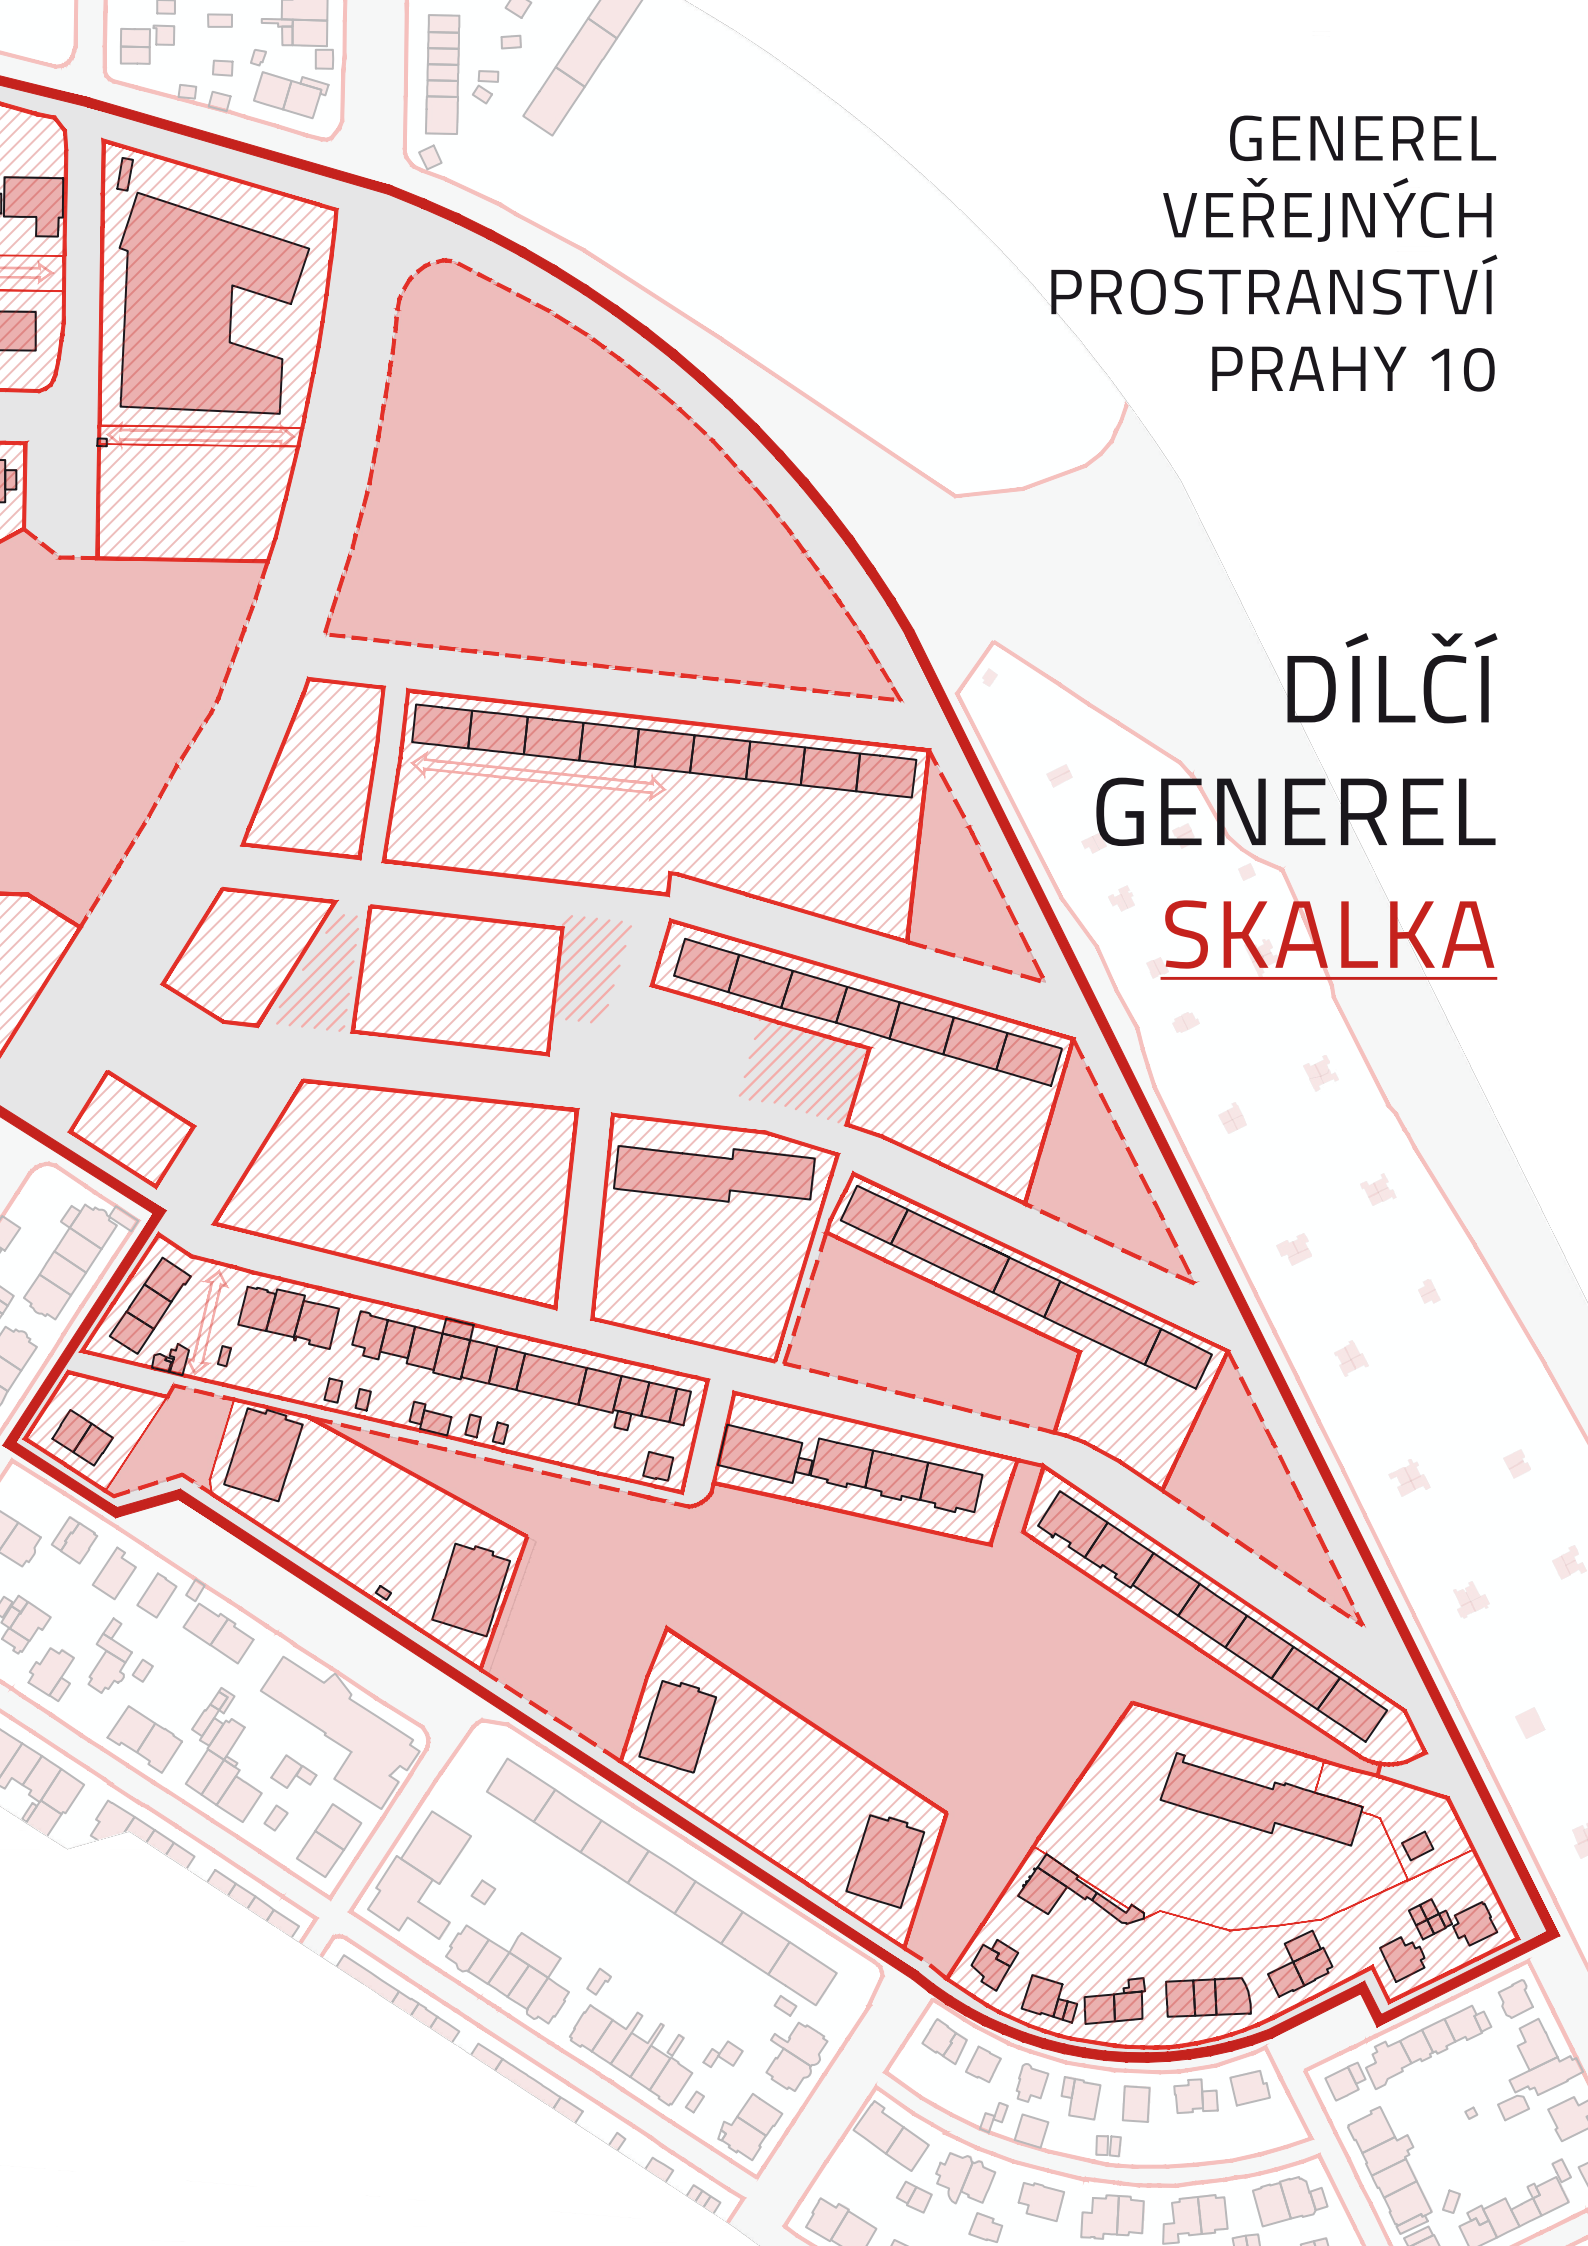 GENEREL
VEŘEJNÝCH
PROSTRANSTVÍ
PRAHY 10
DÍLČÍ
GENEREL
SKALKA